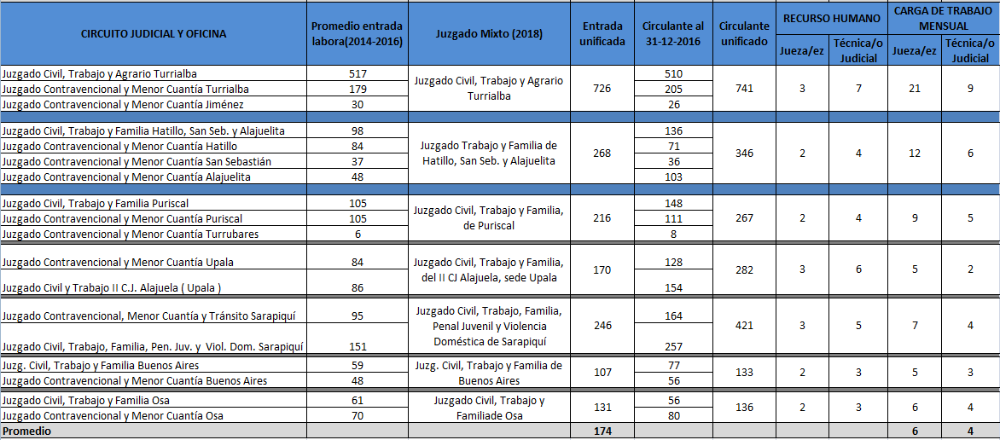 CIRCUITO JUDICIAL Y OFICINA
Promedio entrada
labora(2014-2016)
Juzgado Mixto (2018)
Entrada
unificada
Circulante al
31-12-2016
Circulante
unificado
RECURSO HUMANO
CARGA DE TRABAJO
MENSUAL
Jueza/ez
Técnica/o
Judicial
Jueza/ez
Técnica/o
Judicial
Juzgado Civil, Trabajo y Agrario Turrialba 517 510
Juzgado Contravencional y Menor Cuantía Turrialba 179 205
Juzgado Contravencional y Menor Cuantía Jiménez 30 26
Juzgado Civil, Trabajo y Agrario
Turrialba
726 741 3 7 21 9
Juzgado Civil, Trabajo y Familia Hatillo, San Seb. y Alajuelita 98 136
Juzgado Contravencional y Menor Cuantía Hatillo 84 71
Juzgado Contravencional y Menor Cuantía San Sebastián 37 36
Juzgado Contravencional y Menor Cuantía Alajuelita 48 103
Juzgado Trabajo y Familia de
Hatillo, San Seb. y Alajuelita
268 346 2 4 12 6
Juzgado Civil, Trabajo y Familia Puriscal 105 148
Juzgado Contravencional y Menor Cuantía Puriscal 105 111
Juzgado Contravencional y Menor Cuantía Turrubares 6 8
Juzgado Civil, Trabajo y Familia,
de Puriscal
216 267 2 4 9 5
Juzgado Contravencional y Menor Cuantía Upala 84 128
Juzgado Civil y Trabajo II C.J. Alajuela ( Upala ) 86 154
Juzgado Civil, Trabajo y Familia,
del II CJ Alajuela, sede Upala
170 282 3 6 5 2
Juzgado Contravencional, Menor Cuantía y Tránsito Sarapiquí 95 164
Juzgado Civil, Trabajo, Familia, Pen. Juv. y Viol. Dom. Sarapiquí 151 257
Juzgado Civil, Trabajo, Familia,
Penal Juvenil y Violencia
Doméstica de Sarapiquí
246 421 3 5 7 4
Juzg. Civil, Trabajo y Familia Buenos Aires 59 77
Juzgado Contravencional y Menor Cuantía Buenos Aires 48 56
Juzg. Civil, Trabajo y Familia de
Buenos Aires
107 133 2 3 5 3
Juzgado Civil, Trabajo y Familia Osa 61 56
Juzgado Contravencional y Menor Cuantía Osa 70 80
Juzgado Civil, Trabajo y
Familiade Osa
131 136 2 3 6 4
Promedio 174 6 4